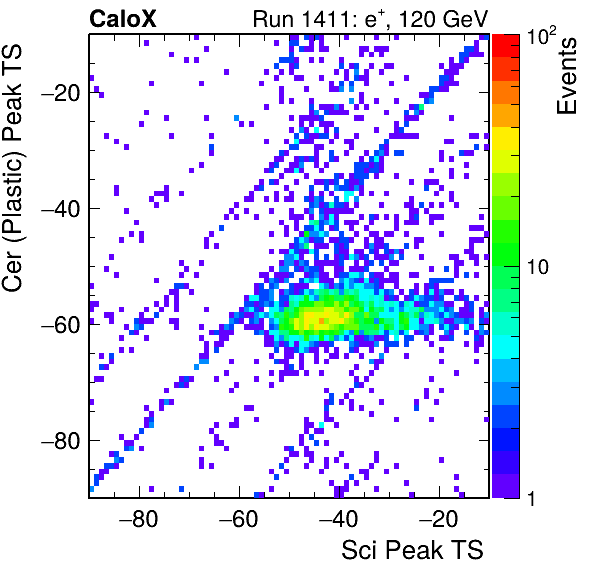 CaloX Run 1411: e⁺, 120 GeV
Cer (Plastic) Peak TS
−20
−40
−60
−80
−80 −60 −40 −20
Sci Peak TS
10²
10
1
Events